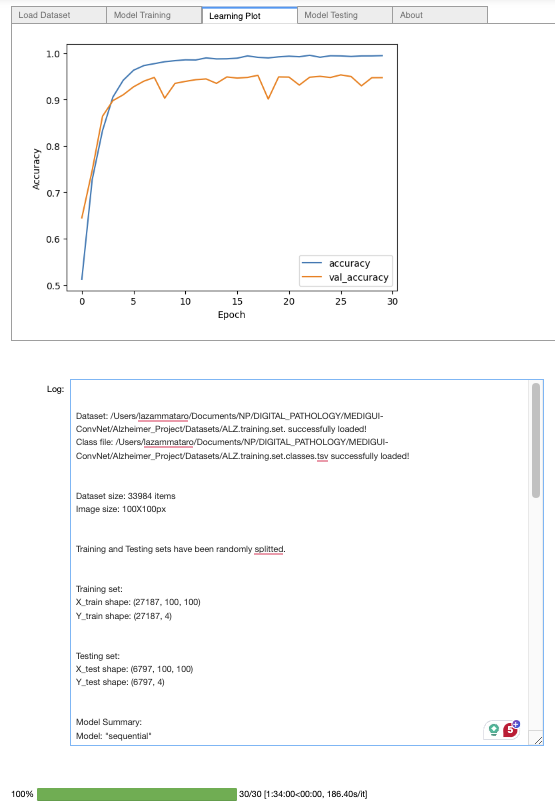 Load Dataset
Model Training
Learning Plot
Model Testing
About
1.0
0.9
0.8
0.7
0.6
0.5
Accuracy
0
5
10
15
20
25
30
Epoch
accuracy
val_accuracy
Log:
Dataset: /Users/lazammataro/Documents/NP/DIGITAL_PATHOLOGY/MEDIGUI-
ConvNet/Alzheimer_Project/Datasets/ALZ.training.set. successfully loaded!
Class file: /Users/lazammataro/Documents/NP/DIGITAL_PATHOLOGY/MEDIGUI-
ConvNet/Alzheimer_Project/Datasets/ALZ.training.set.classes.tsv successfully loaded!
Dataset size: 33984 items
Image size: 100X100px
Training and Testing sets have been randomly splitted.
Training set:
X_train shape: (27187, 100, 100)
Y_train shape: (27187, 4)
Testing set:
X_test shape: (6797, 100, 100)
Y_test shape: (6797, 4)
Model Summary:
Model: "sequential"
5
100%
30/30 [1:34:00<00:00, 186.40s/it]